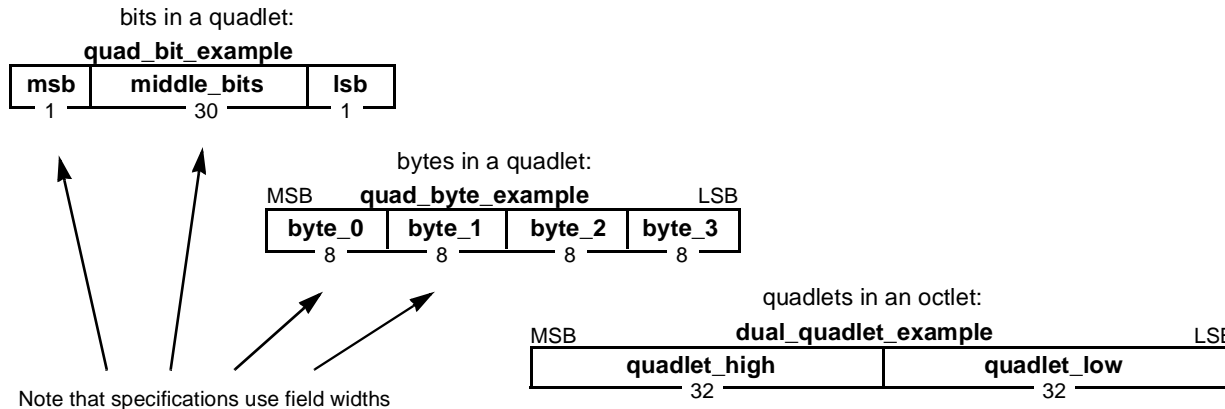 bits in a quadlet:
quad_bit_example
msb middle_bits lsb
1 30 1
bytes in a quadlet:
MSB quad_byte_example LSB
byte_0 byte_1 byte_2 byte_3
8 8 8 8
quadlets in an octlet:
MSB dual_quadlet_example LSB
quadlet_high quadlet_low
32 32
Note that specifications use field widths